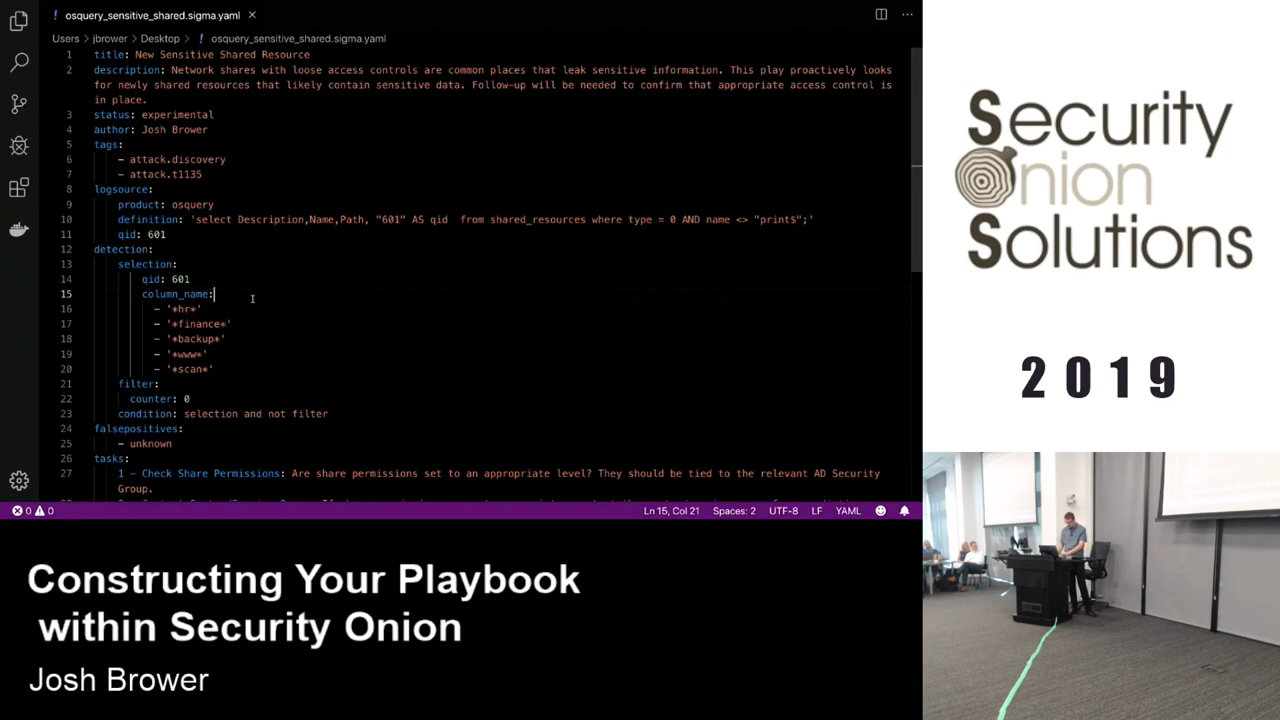 ! osquery_sensitive_shared.sigma.yaml ×
Users > jbrower > Desktop > ! osquery_sensitive_shared.sigma.yaml
1 title: New Sensitive Shared Resource
2 description: Network shares with loose access controls are common places that leak sensitive information. This play proactively looks
for newly shared resources that likely contain sensitive data. Follow-up will be needed to confirm that appropriate access control is
in place.
3 status: experimental
4 author: Josh Brower
5 tags:
6 - attack.discovery
7 - attack.t1135
8 logsource:
9 product: osquery
10 definition: 'select Description,Name,Path, "601" AS qid  from shared_resources where type = 0 AND name <> "print$";'
11 qid: 601
12 detection:
13 selection:
14 qid: 601
15 column_name:
16 - '*hr*'
17 - '*finance*'
18 - '*backup*'
19 - '*www*'
20 - '*scan*'
21 filter:
22 counter: 0
23 condition: selection and not filter
24 falsepositives:
25 - unknown
26 tasks:
27 1 - Check Share Permissions: Are share permissions set to an appropriate level? They should be tied to the relevant AD Security
Group.
0 0
Ln 15, Col 21 Spaces: 2 UTF-8 LF YAML
Constructing Your Playbook
within Security Onion
Josh Brower
Security
Onion
Solutions
2019